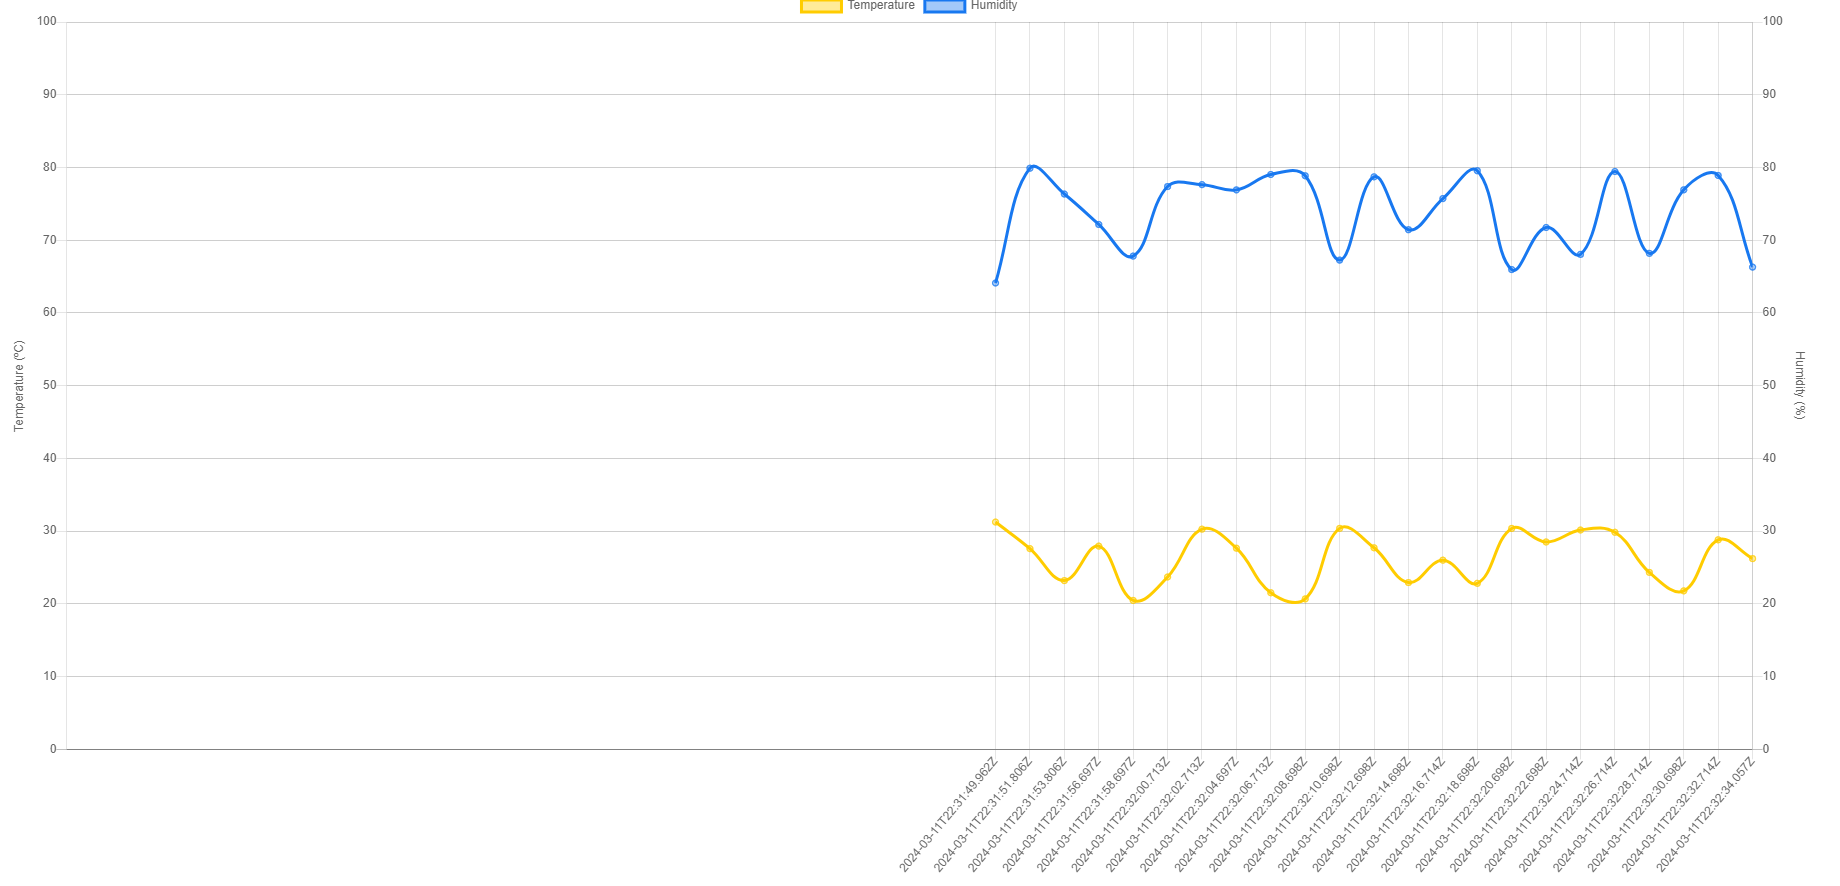 Temperature Humidity
100 100
90 90
80 80
70 70
60 60
50 50
40 40
30 30
20 20
10 10
0 0
Temperature (ºC)
Humidity (%)
2024-03-11T22:31:49.962Z
2024-03-11T22:31:51.806Z
2024-03-11T22:31:53.806Z
2024-03-11T22:31:56.697Z
2024-03-11T22:31:58.697Z
2024-03-11T22:32:00.713Z
2024-03-11T22:32:02.713Z
2024-03-11T22:32:04.697Z
2024-03-11T22:32:06.713Z
2024-03-11T22:32:08.698Z
2024-03-11T22:32:10.698Z
2024-03-11T22:32:12.698Z
2024-03-11T22:32:14.698Z
2024-03-11T22:32:16.714Z
2024-03-11T22:32:18.698Z
2024-03-11T22:32:20.698Z
2024-03-11T22:32:22.698Z
2024-03-11T22:32:24.714Z
2024-03-11T22:32:26.714Z
2024-03-11T22:32:28.714Z
2024-03-11T22:32:30.698Z
2024-03-11T22:32:32.714Z
2024-03-11T22:32:34.057Z